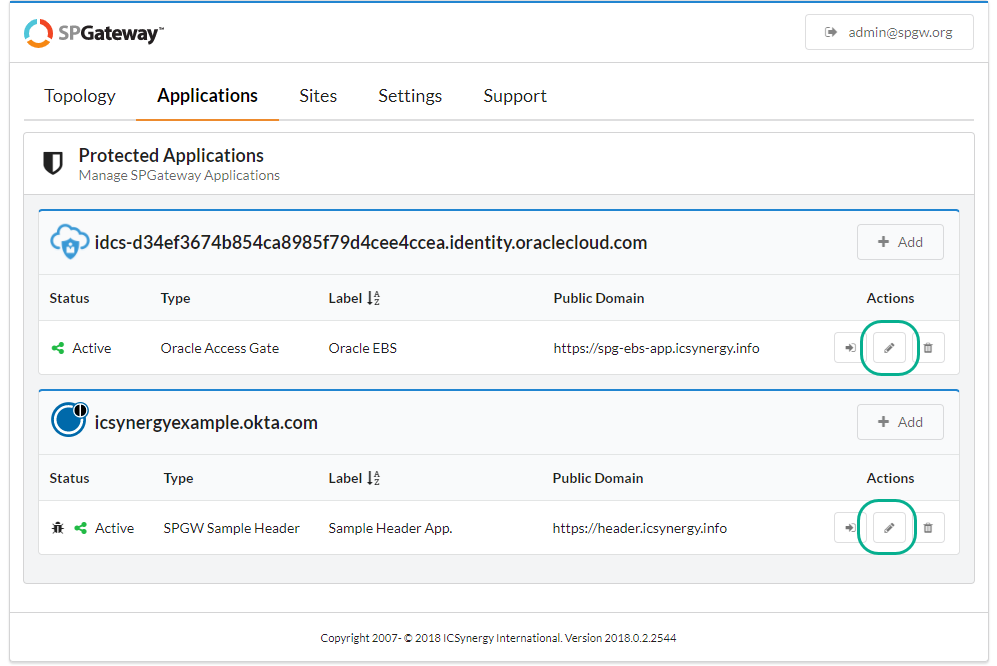 SPGateway™
admin@spgw.org
Topology Applications Sites Settings Support
Protected Applications
Manage SPGateway Applications
idcs-d34ef3674b854ca8985f79d4cee4ccea.identity.oraclecloud.com
Add
Status Type Label Public Domain Actions
Active Oracle Access Gate Oracle EBS https://spg-ebs-app.icsynergy.info
icsynergyexample.okta.com
Add
Status Type Label Public Domain Actions
Active SPGW Sample Header Sample Header App. https://header.icsynergy.info
Copyright 2007- © 2018 ICSynergy International. Version 2018.0.2.2544